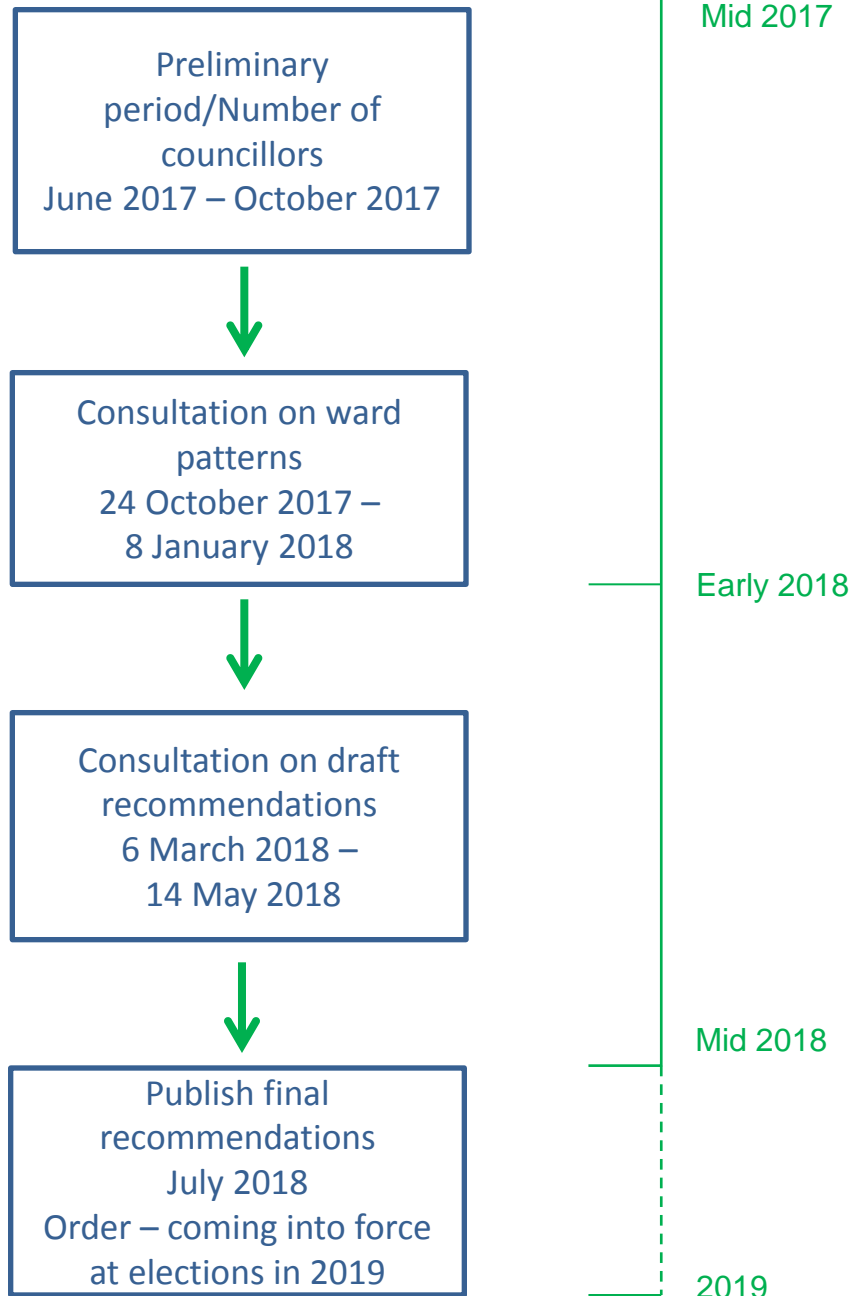 Mid 2017
Preliminary
period/Number of
councillors
June 2017 – October 2017
Consultation on ward
patterns
24 October 2017 –
8 January 2018
Early 2018
Consultation on draft
recommendations
6 March 2018 –
14 May 2018
Mid 2018
Publish final
recommendations
July 2018
Order – coming into force
at elections in 2019
2019